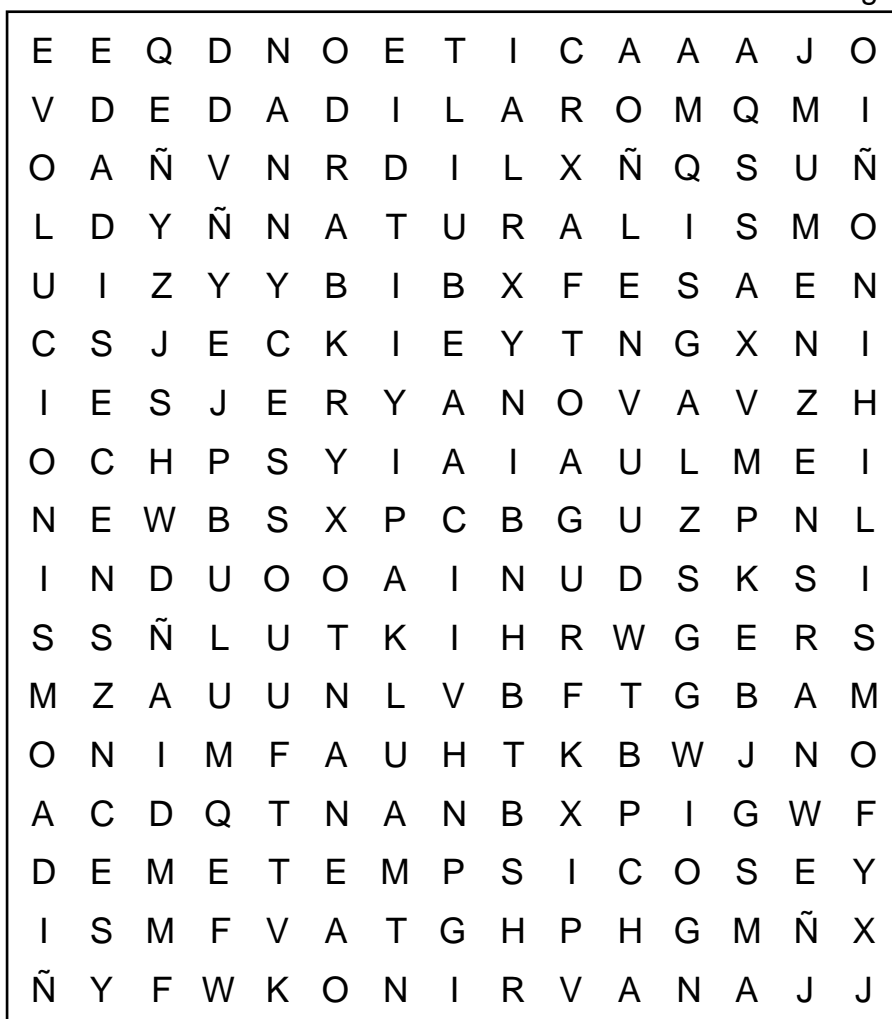 E E Q D N O E T I C A A A J O
V D E D A D I L A R O M Q M I
O A Ñ V N R D I L X Ñ Q S U Ñ
L D Y Ñ N A T U R A L I S M O
U I Z Y Y B I B X F E S A E N
C S J E C K I E Y T N G X N I
I E S J E R Y A N O V A V Z H
O C H P S Y I A I A U L M E I
N E W B S X P C B G U Z P N L
I N D U O O A I N U D S K S I
S S Ñ L U T K I H R W G E R S
M Z A U U N L V B F T G B A M
O N I M F A U H T K B W J N O
A C D Q T N A N B X P I G W F
D E M E T E M P S I C O S E Y
I S M F V A T G H P H G M Ñ X
Ñ Y F W K O N I R V A N A J J